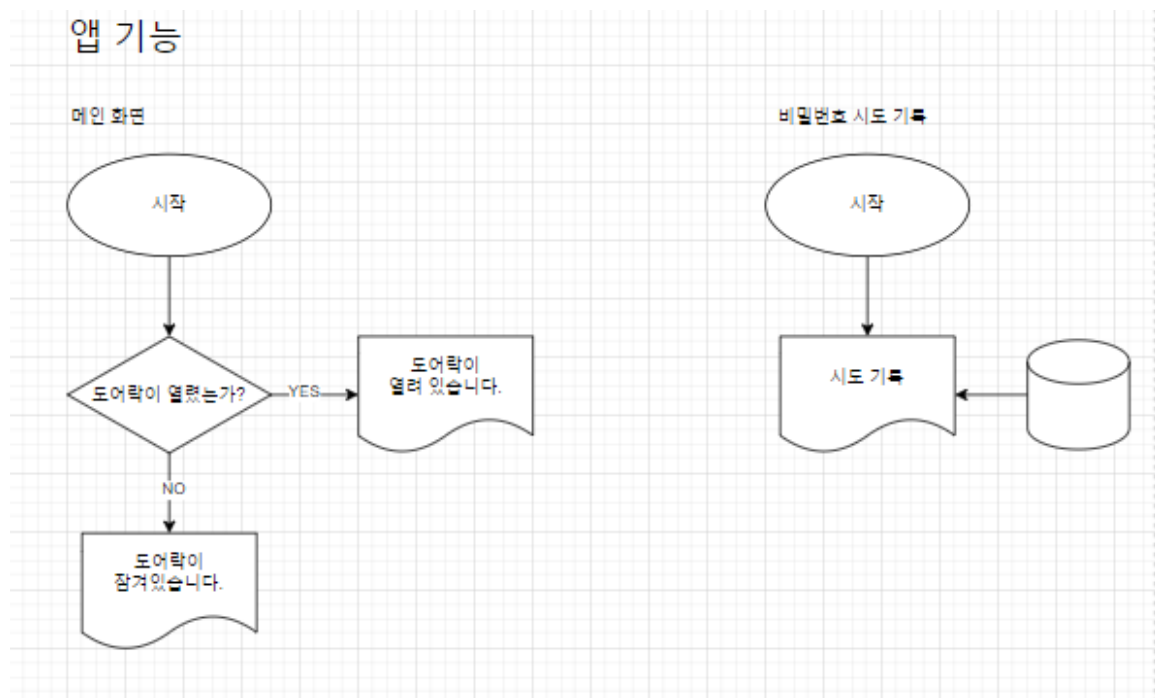 앱 기능
메인 화면
비밀번호 시도 기록
시작
시작
도어락이 열렸는가?
YES
도어락이
열려 있습니다.
시도 기록
NO
도어락이
잠겨있습니다.